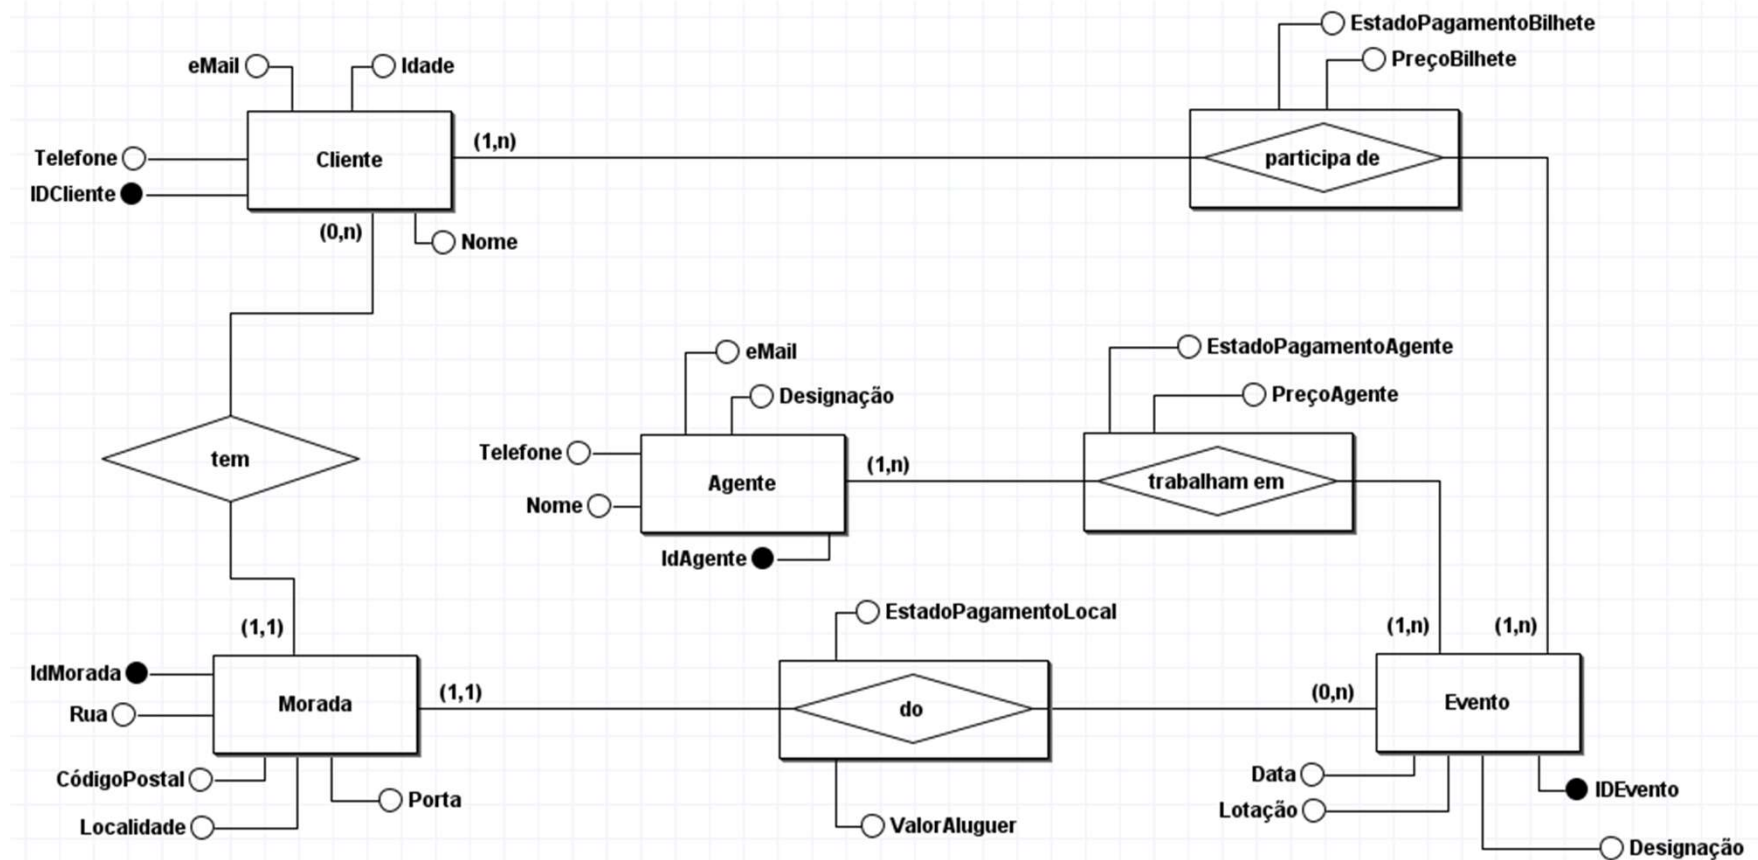 EstadoPagamentoBilhete
PreçoBilhete
eMail
Idade
Telefone
IDCliente
Cliente
(1,n)
participa de
(0,n)
Nome
eMail
Designação
EstadoPagamentoAgente
PreçoAgente
tem
Telefone
Nome
Agente
(1,n)
trabalham em
IdAgente
EstadoPagamentoLocal
(1,1)
(1,n)
(1,n)
IdMorada
Rua
Morada
(1,1)
do
(0,n)
Evento
CódigoPostal
Porta
Localidade
ValorAluguer
Data
Lotação
IDEvento
Designação